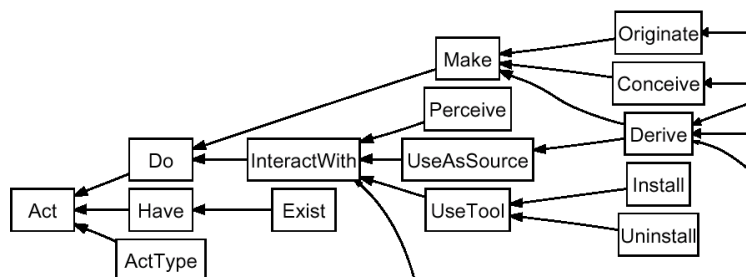 Originate
Make
Conceive
Perceive
Derive
Do
InteractWith
UseAsSource
Install
Act
Have
Exist
UseTool
Uninstall
ActType